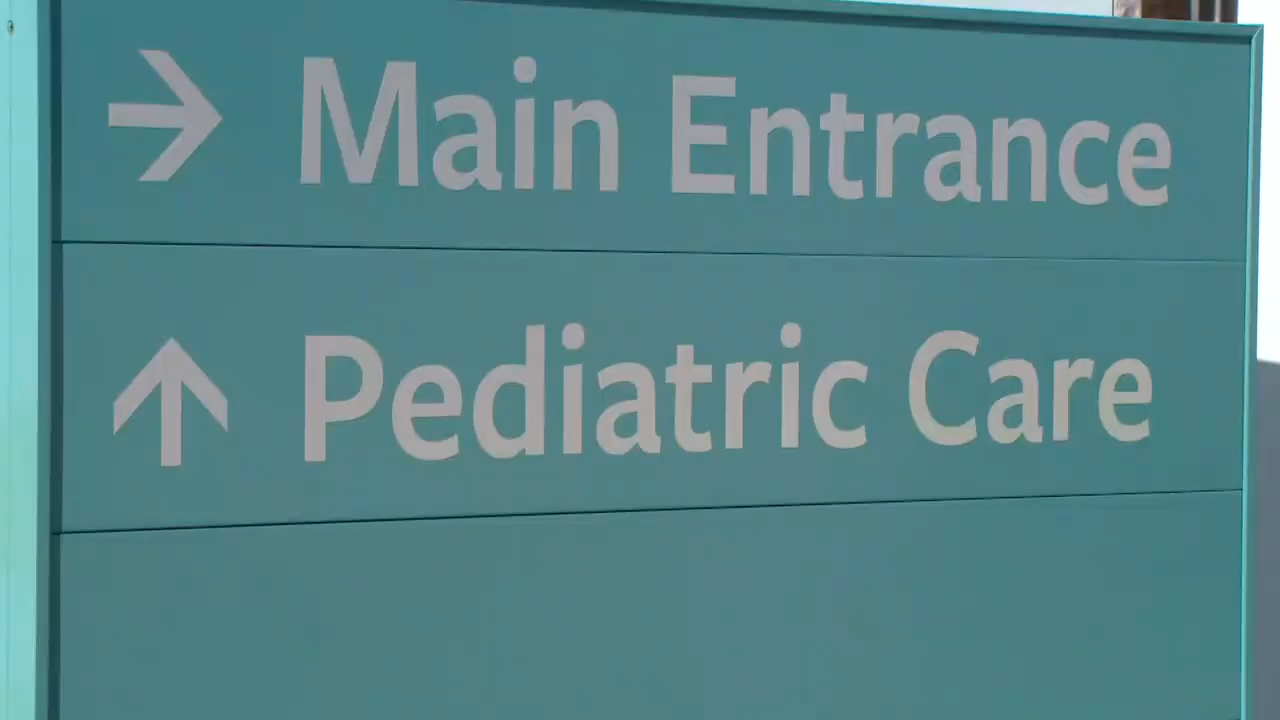 → Main Entrance
↑ Pediatric Care